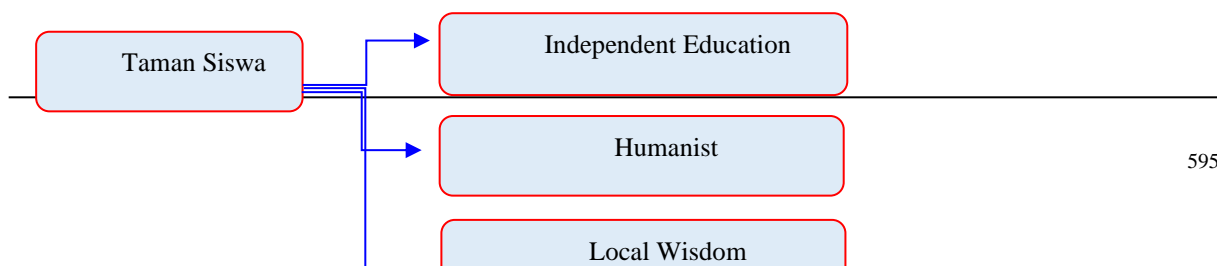 Independent Education
Taman Siswa
Humanist
595
Local Wisdom